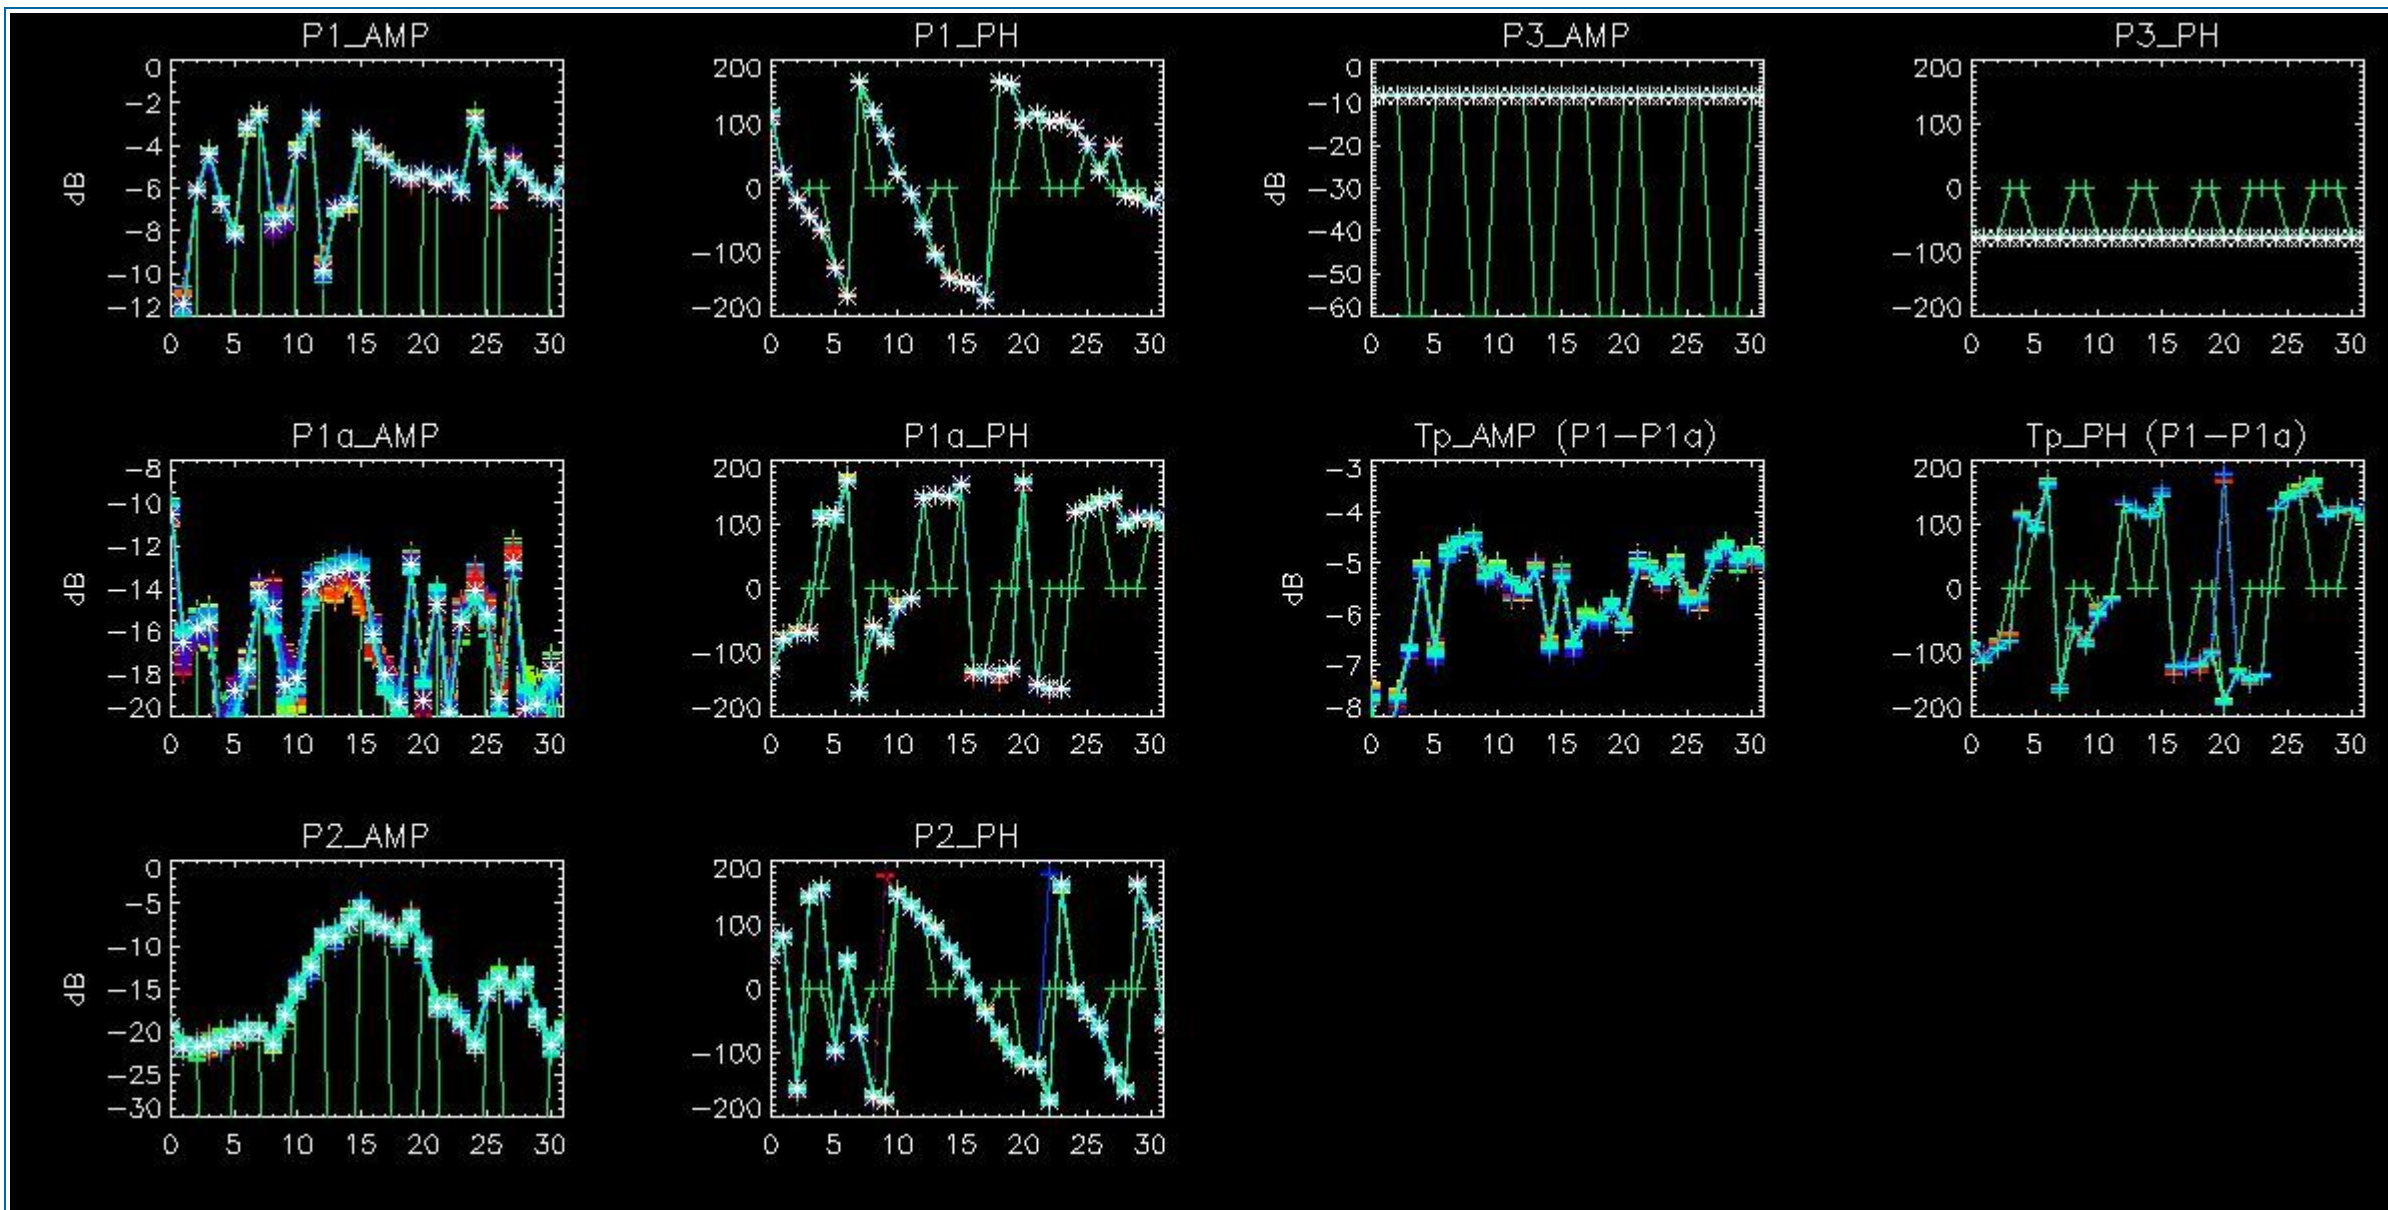 P1_AMP
0
−2
−4
−6
−8
−10
−12
dB
0 5 10 15 20 25 30
P1_PH
200
100
0
−100
−200
0 5 10 15 20 25 30
P3_AMP
0
−10
−20
−30
−40
−50
−60
dB
0 5 10 15 20 25 30
P3_PH
200
100
0
−100
−200
0 5 10 15 20 25 30
P1a_AMP
−8
−10
−12
−14
−16
−18
−20
dB
0 5 10 15 20 25 30
P1a_PH
200
100
0
−100
−200
0 5 10 15 20 25 30
Tp_AMP (P1−P1a)
−3
−4
−5
−6
−7
−8
dB
0 5 10 15 20 25 30
Tp_PH (P1−P1a)
200
100
0
−100
−200
0 5 10 15 20 25 30
P2_AMP
0
−5
−10
−15
−20
−25
−30
dB
0 5 10 15 20 25 30
P2_PH
200
100
0
−100
−200
0 5 10 15 20 25 30